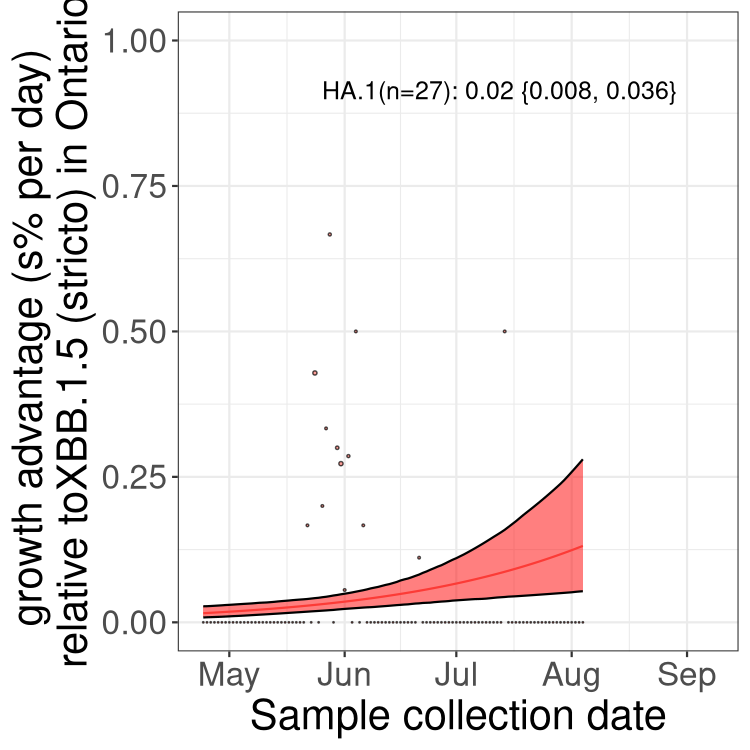 growth advantage (s% per day)
relative toXBB.1.5 (stricto) in Ontario
1.00
0.75
0.50
0.25
0.00
HA.1(n=27): 0.02 {0.008, 0.036}
May Jun Jul Aug Sep
Sample collection date